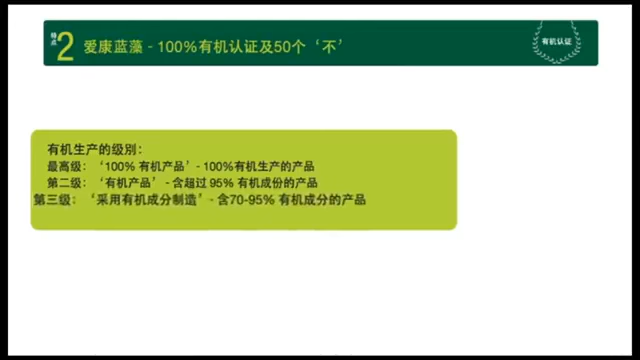 特点
2
爱康蓝藻 - 100%有机认证及50个‘不’
有机认证
有机生产的级别：
最高级：‘100% 有机产品’ - 100%有机生产的产品
第二级：‘有机产品’ - 含超过 95% 有机成份的产品
第三级：‘采用有机成分制造’ - 含70-95% 有机成分的产品